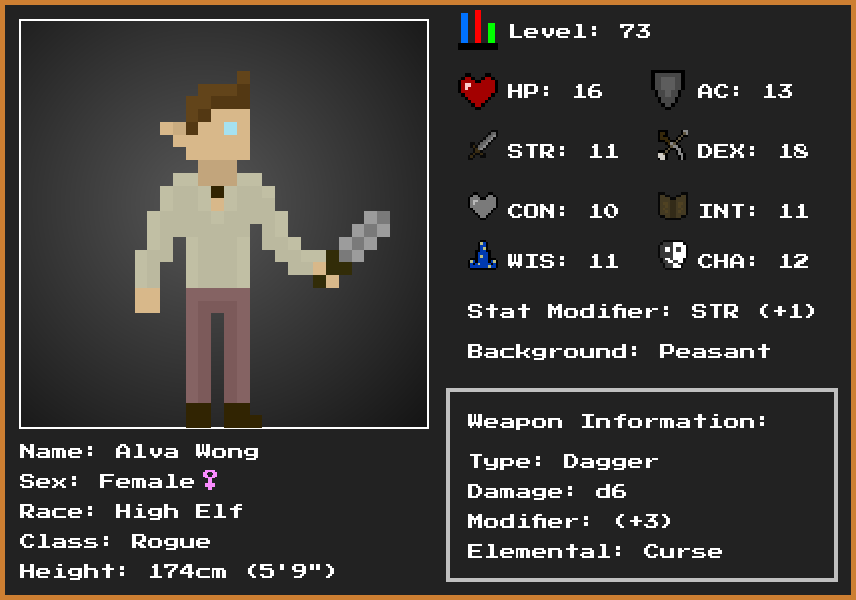 Level: 73
HP: 16
AC: 13
STR: 11
DEX: 18
CON: 10
INT: 11
WIS: 11
CHA: 12
Stat Modifier: STR (+1)
Background: Peasant
Weapon Information:
Type: Dagger
Damage: d6
Modifier: (+3)
Elemental: Curse
Name: Alva Wong
Sex: Female♀
Race: High Elf
Class: Rogue
Height: 174cm (5'9")